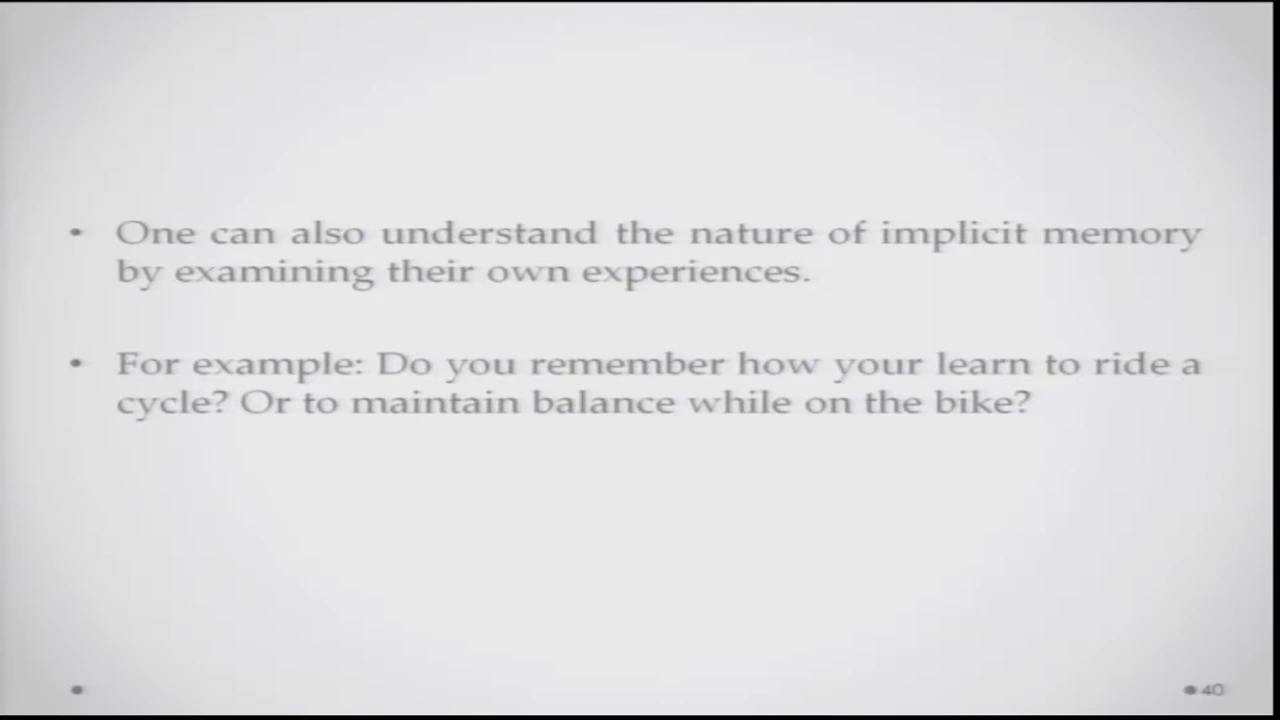 • One can also understand the nature of implicit memory
by examining their own experiences.
• For example: Do you remember how your learn to ride a
cycle? Or to maintain balance while on the bike?
40